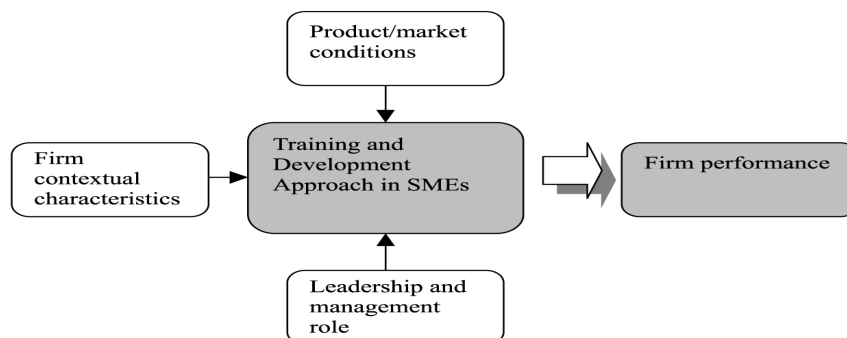 Product/market
conditions
Training and
Development
Approach in SMEs
Firm
contextual
characteristics
Firm performance
Leadership and
management
role